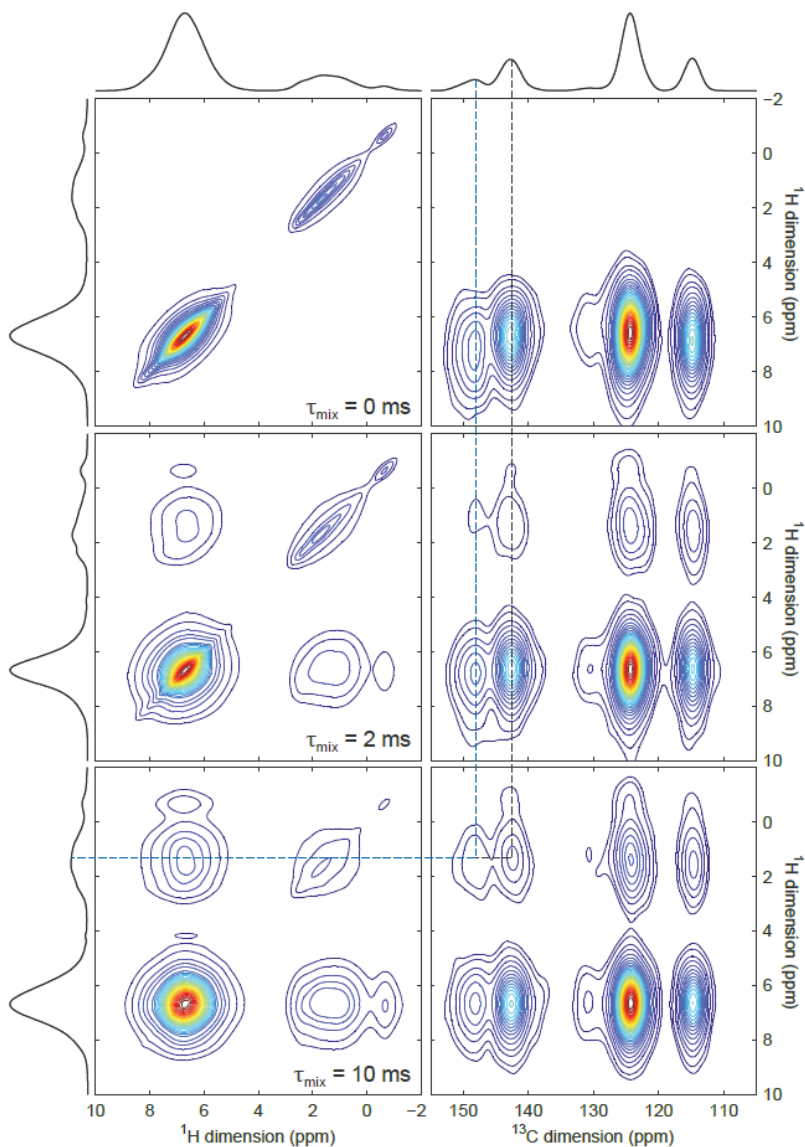 −2
0
2
4
6
8
10
¹H dimension (ppm)
τmix = 0 ms
0
2
4
6
8
10
¹H dimension (ppm)
τmix = 2 ms
0
2
4
6
8
10
¹H dimension (ppm)
τmix = 10 ms
10 8 6 4 2 0 −2
150 140 130 120 110
¹H dimension (ppm)
¹³C dimension (ppm)